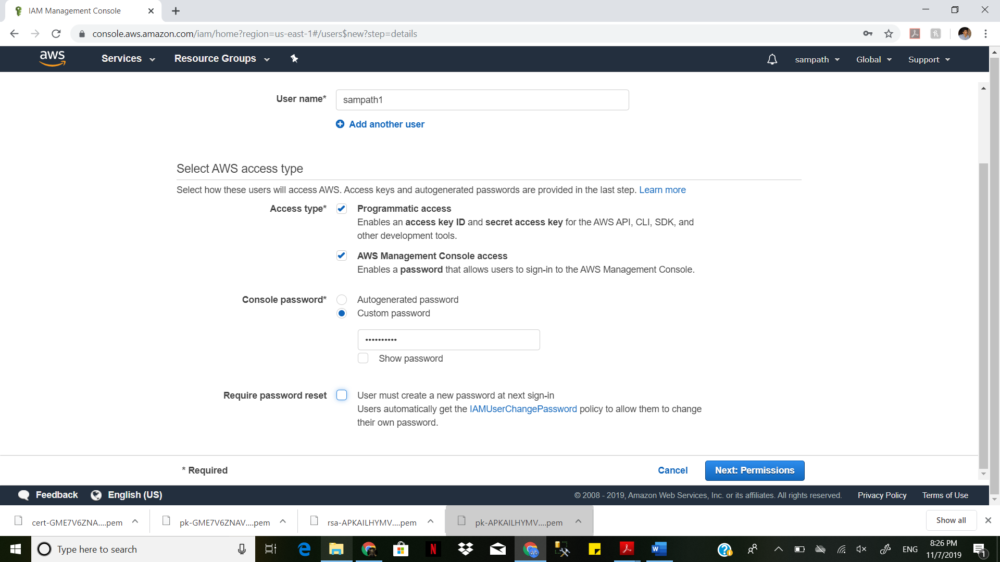 IAM Management Console
console.aws.amazon.com/iam/home?region=us-east-1#/users$new?step=details
aws Services Resource Groups sampath Global Support
User name* sampath1
Add another user
Select AWS access type
Select how these users will access AWS. Access keys and autogenerated passwords are provided in the last step. Learn more
Access type* Programmatic access
Enables an access key ID and secret access key for the AWS API, CLI, SDK, and
other development tools.
AWS Management Console access
Enables a password that allows users to sign-in to the AWS Management Console.
Console password* Autogenerated password
Custom password
••••••••••
Show password
Require password reset User must create a new password at next sign-in
Users automatically get the IAMUserChangePassword policy to allow them to change
their own password.
* Required Cancel Next: Permissions
Feedback English (US) © 2008 - 2019, Amazon Web Services, Inc. or its affiliates. All rights reserved. Privacy Policy Terms of Use
cert-GME7V6ZNA....pem pk-GME7V6ZNAV....pem rsa-APKAILHYMV....pem pk-APKAILHYMV....pem Show all
Type here to search ENG 8:26 PM
11/7/2019 1